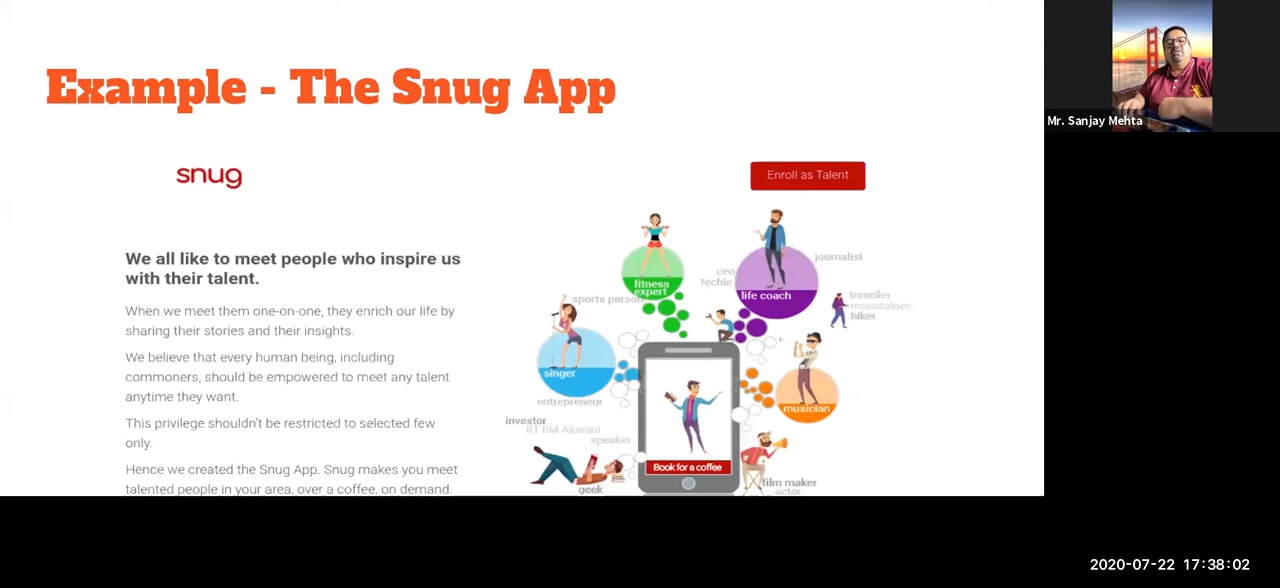 Example - The Snug App
Mr. Sanjay Mehta
snug
Enroll as Talent
We all like to meet people who inspire us
with their talent.
When we meet them one-on-one, they enrich our life by
sharing their stories and their insights.
We believe that every human being, including
commoners, should be empowered to meet any talent
anytime they want.
This privilege shouldn't be restricted to selected few
only.
Hence we created the Snug App. Snug makes you meet
talented people in your area, over a coffee, on demand.
fitness
expert
ceo
techie
life coach
journalist
sports person
traveller
mountainee.
hiker
singer
entrepreneur
musician
investor
IIT IIM Alumini
speaker
Book for a coffee
geek
film maker
actor
2020-07-22 17:38:02